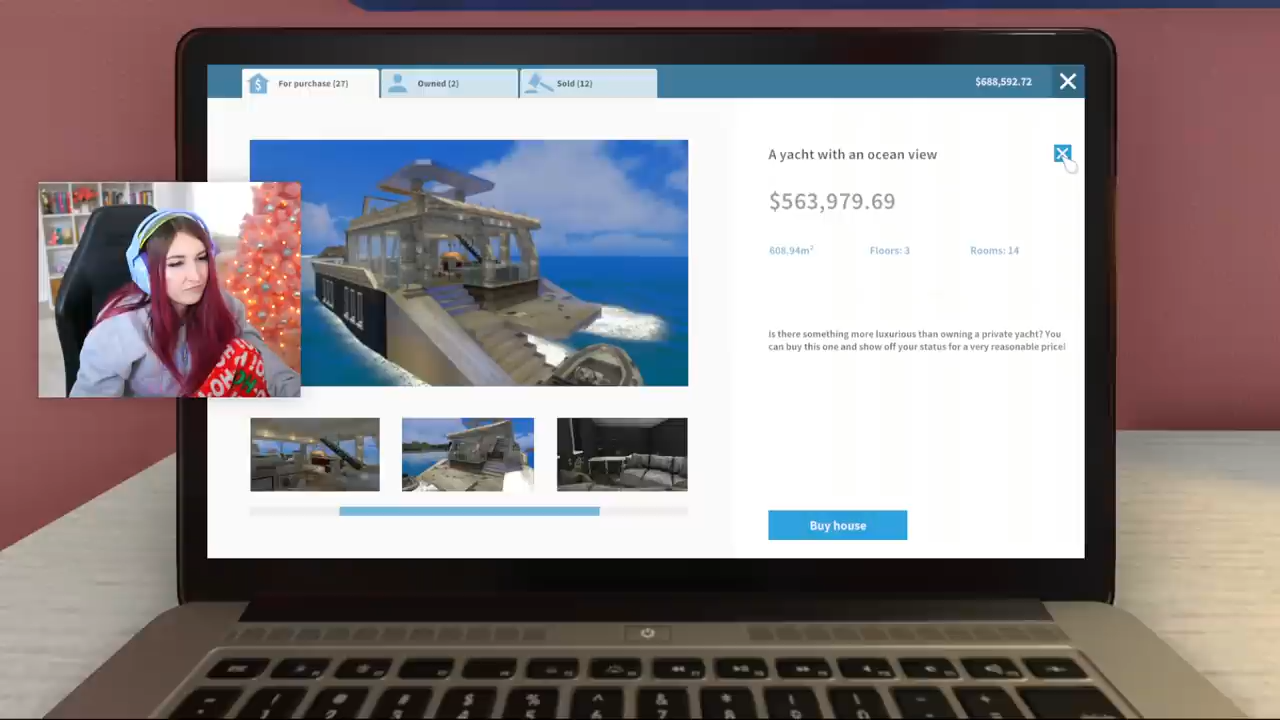 For purchase (27)
Owned (2)
Sold (12)
$688,592.72
A yacht with an ocean view
$563,979.69
608.94m²
Floors: 3
Rooms: 14
Is there something more luxurious than owning a private yacht? You
can buy this one and show off your status for a very reasonable price!
Buy house